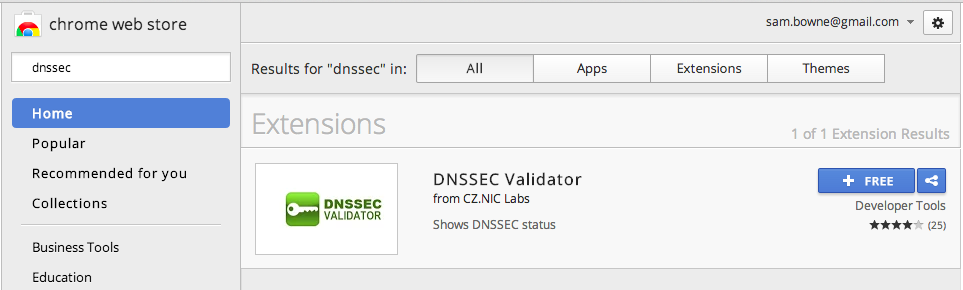 chrome web store
sam.bowne@gmail.com
dnssec
Results for "dnssec" in:
All
Apps
Extensions
Themes
Home
Popular
Recommended for you
Collections
Business Tools
Education
Extensions
1 of 1 Extension Results
DNSSEC
VALIDATOR
DNSSEC Validator
from CZ.NIC Labs
Shows DNSSEC status
+ FREE
Developer Tools
(25)